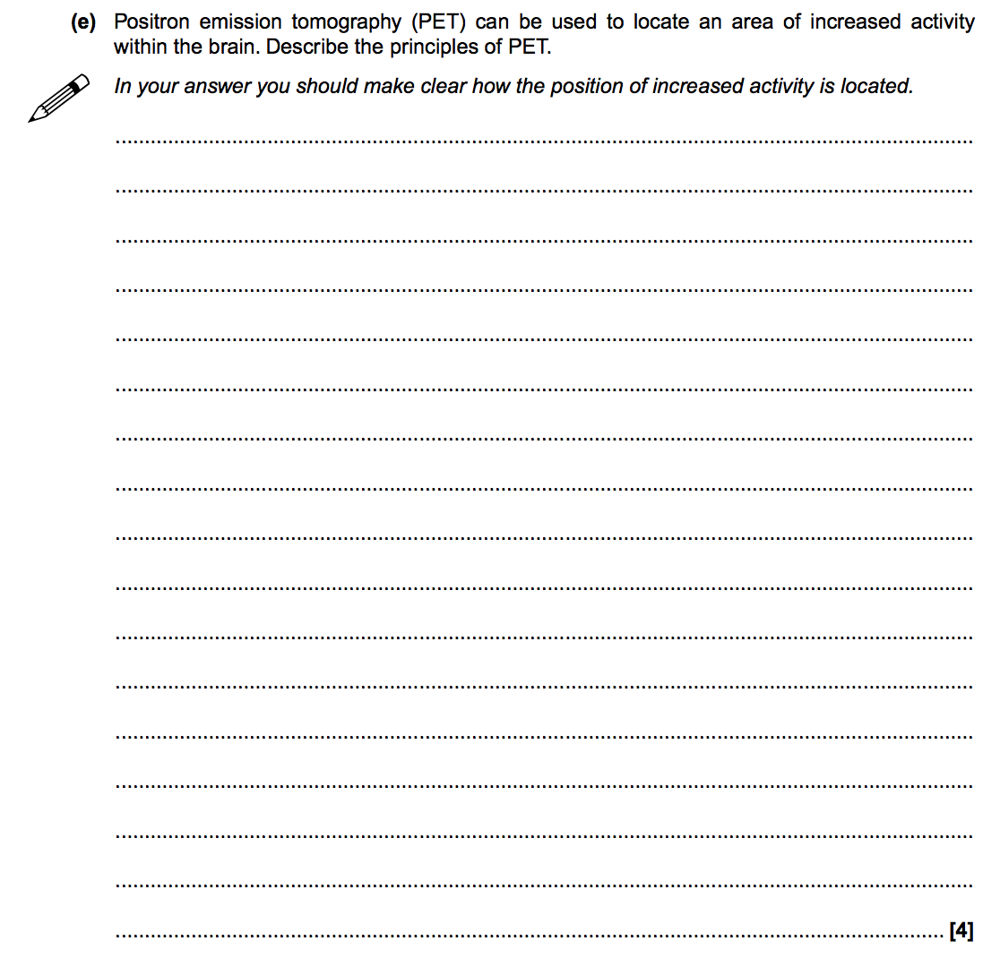 (e) Positron emission tomography (PET) can be used to locate an area of increased activity
within the brain. Describe the principles of PET.
In your answer you should make clear how the position of increased activity is located.
[4]